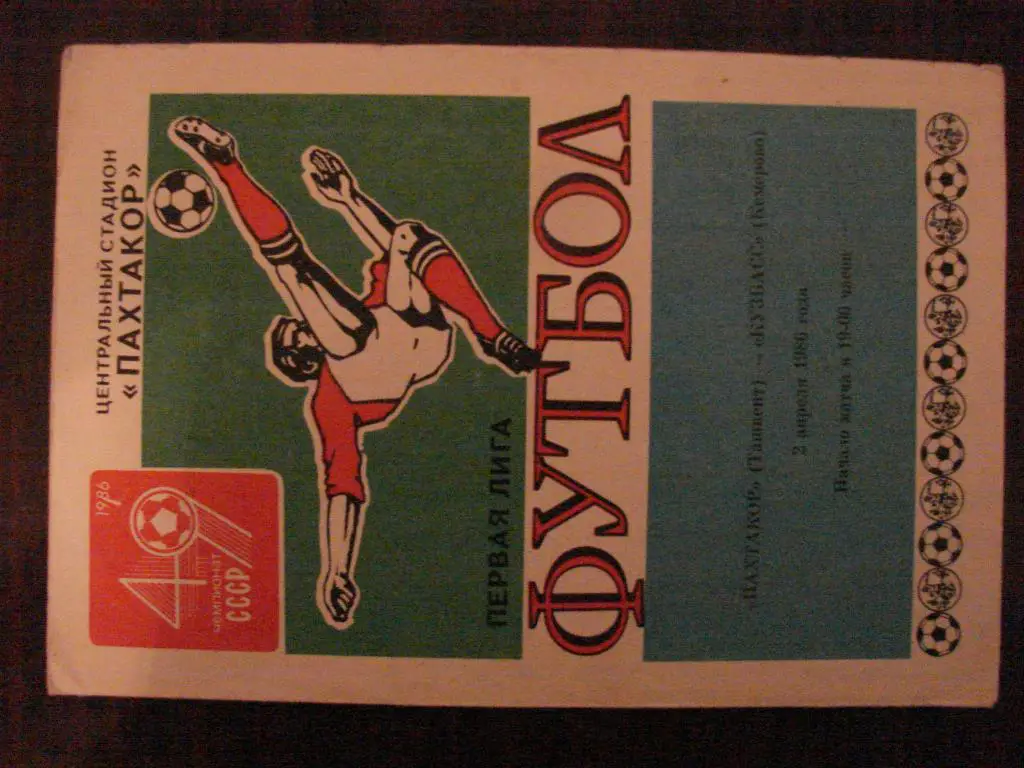 ЦЕНТРАЛЬНЫЙ СТАДИОН
«ПАХТАКОР»
1986
49
чемпионат
СССР
ПЕРВАЯ ЛИГА
ФУТБОЛ
ПАХТАКОР» (Ташкент) — «КУЗБАСС» (Кемерово)
2 апреля 1986 года
Начало матча в 19-00 часов